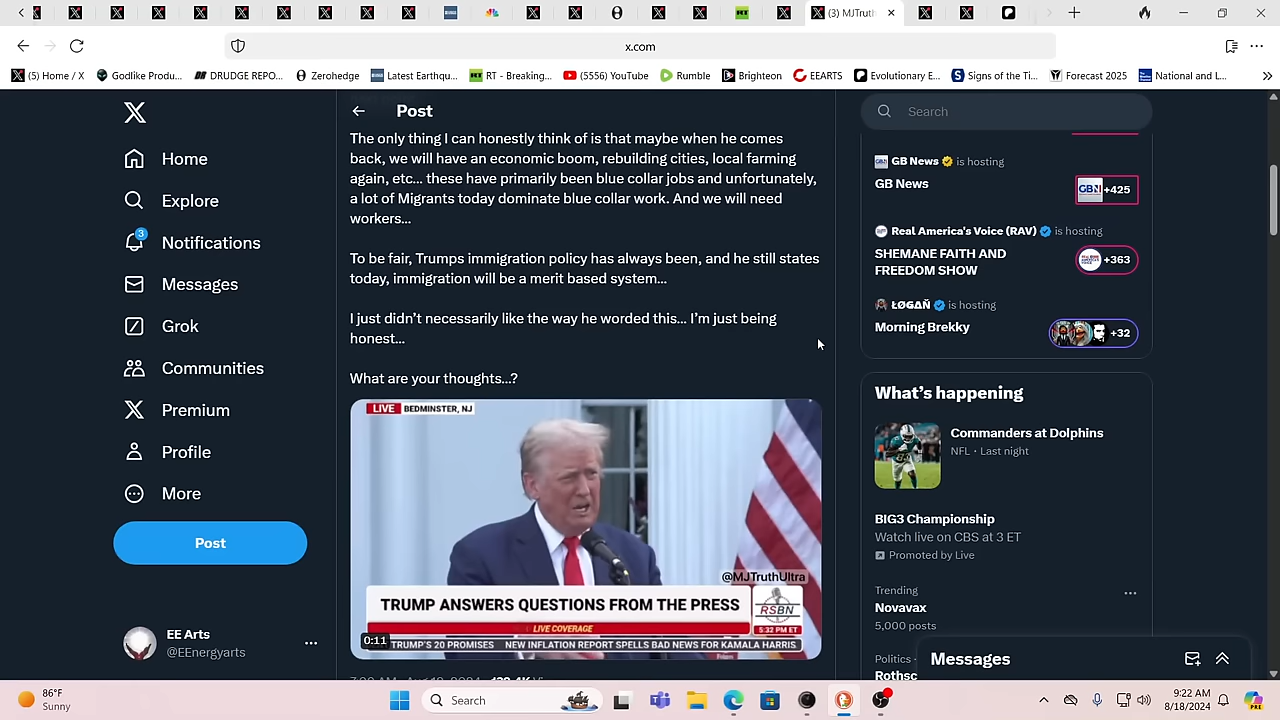 (3) MJTruth
x.com
(5) Home / X
Godlike Produ...
DRUDGE REPO...
Zerohedge
Latest Earthqu...
RT - Breaking...
(5556) YouTube
Rumble
Brighteon
EEARTS
Evolutionary E...
Signs of the Ti...
Forecast 2025
National and L...
Home
Explore
3
Notifications
Messages
Grok
Communities
Premium
Profile
More
Post
EE Arts
@EEnergyarts
Post
The only thing I can honestly think of is that maybe when he comes
back, we will have an economic boom, rebuilding cities, local farming
again, etc... these have primarily been blue collar jobs and unfortunately,
a lot of Migrants today dominate blue collar work. And we will need
workers...
To be fair, Trumps immigration policy has always been, and he still states
today, immigration will be a merit based system...
I just didn't necessarily like the way he worded this... I'm just being
honest...
What are your thoughts...?
LIVE BEDMINSTER, NJ
@MJTruthUltra
TRUMP ANSWERS QUESTIONS FROM THE PRESS
RSBN
LIVE COVERAGE
5:32 PM ET
0:11
TRUMP'S 20 PROMISES NEW INFLATION REPORT SPELLS BAD NEWS FOR KAMALA HARRIS
Search
GB News is hosting
GB News
GBN +425
Real America's Voice (RAV) is hosting
SHEMANE FAITH AND
FREEDOM SHOW
+363
ŁØGAÑ is hosting
Morning Brekky
+32
What's happening
Commanders at Dolphins
NFL · Last night
BIG3 Championship
Watch live on CBS at 3 ET
Promoted by Live
Trending
Novavax
5,000 posts
Politics ·
Rothsc
Messages
86°F
Sunny
Search
9:22 AM
8/18/2024